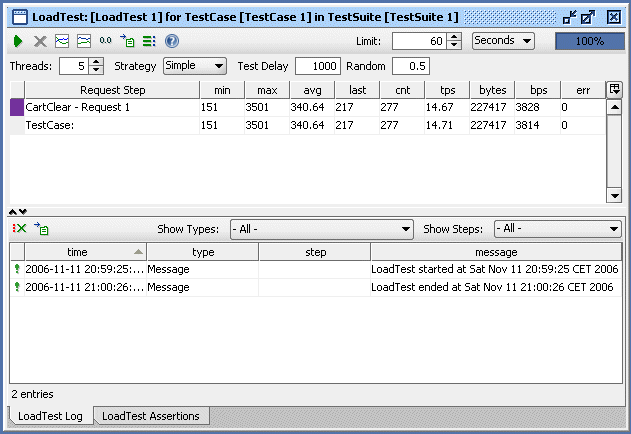 LoadTest: [LoadTest 1] for TestCase [TestCase 1] in TestSuite [TestSuite 1]
0.0 Limit: 60 Seconds 100%
Threads: 5 Strategy Simple Test Delay 1000 Random 0.5
Request Step min max avg last cnt tps bytes bps err
CartClear - Request 1 151 3501 340.64 217 277 14.67 227417 3828 0
TestCase: 151 3501 340.64 217 277 14.71 227417 3814 0
Show Types: - All - Show Steps: - All -
time type step message
2006-11-11 20:59:25:... Message LoadTest started at Sat Nov 11 20:59:25 CET 2006
2006-11-11 21:00:26:... Message LoadTest ended at Sat Nov 11 21:00:26 CET 2006
2 entries
LoadTest Log LoadTest Assertions